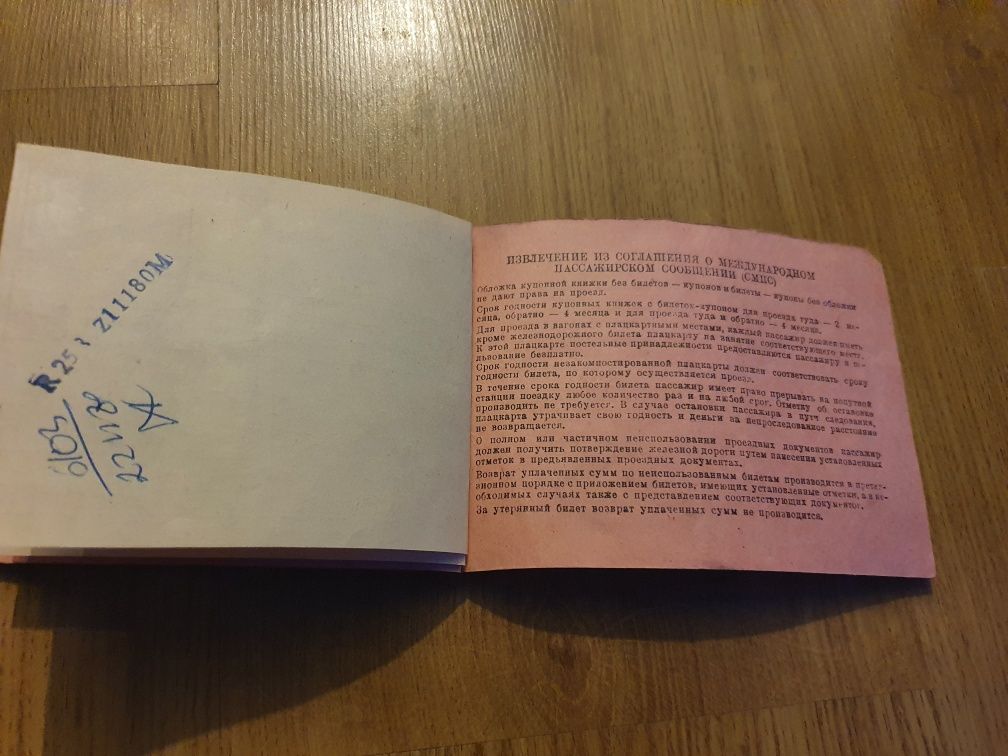 R 253 Z11180M
6103
ИЗВЛЕЧЕНИЕ ИЗ СОГЛАШЕНИЯ О МЕЖДУНАРОДНОМ
ПАССАЖИРСКОМ СООБЩЕНИИ (СМПС)
Обложка купонной книжки без билетов — купонов и билеты — купоны без обложки
не дают права на проезд.
Срок годности купонных книжек с билетом-купоном для проезда туда — 2 ме-
сяца, обратно — 4 месяца и для проезда туда и обратно — 4 месяца.
Для проезда в вагонах с плацкартными местами, каждый пассажир должен иметь
кроме железнодорожного билета плацкарту на занятие соответствующего места.
К этой плацкарте постельные принадлежности предоставляются пассажиру в по-
льзование бесплатно.
Срок годности незакомпостированной плацкарты должен соответствовать сроку
годности билета, по которому осуществляется проезд.
В течение срока годности билета пассажир имеет право прерывать на попутной
станции поездку любое количество раз и на любой срог. Отметку об остановке
производить не требуется. В случае остановки пассажира в пути следования,
плацкарта утрачивает свою годность и деньги за непроследованное расстояние
не возвращается.
О полном или частичном неиспользовании проездных документов пассажир
должен получить потверждение железной дороги путем нанесения установленных
отметок в предъявленных проездных документах.
Возврат уплаченных сумм по неиспользованным билетам производится в претен-
зионном порядке с приложением билетов, имеющих установленные отметки, а в не-
обходимых случаях также с представлением соответствующих документов.
За утерянный билет возврат уплаченных сумм не производится.